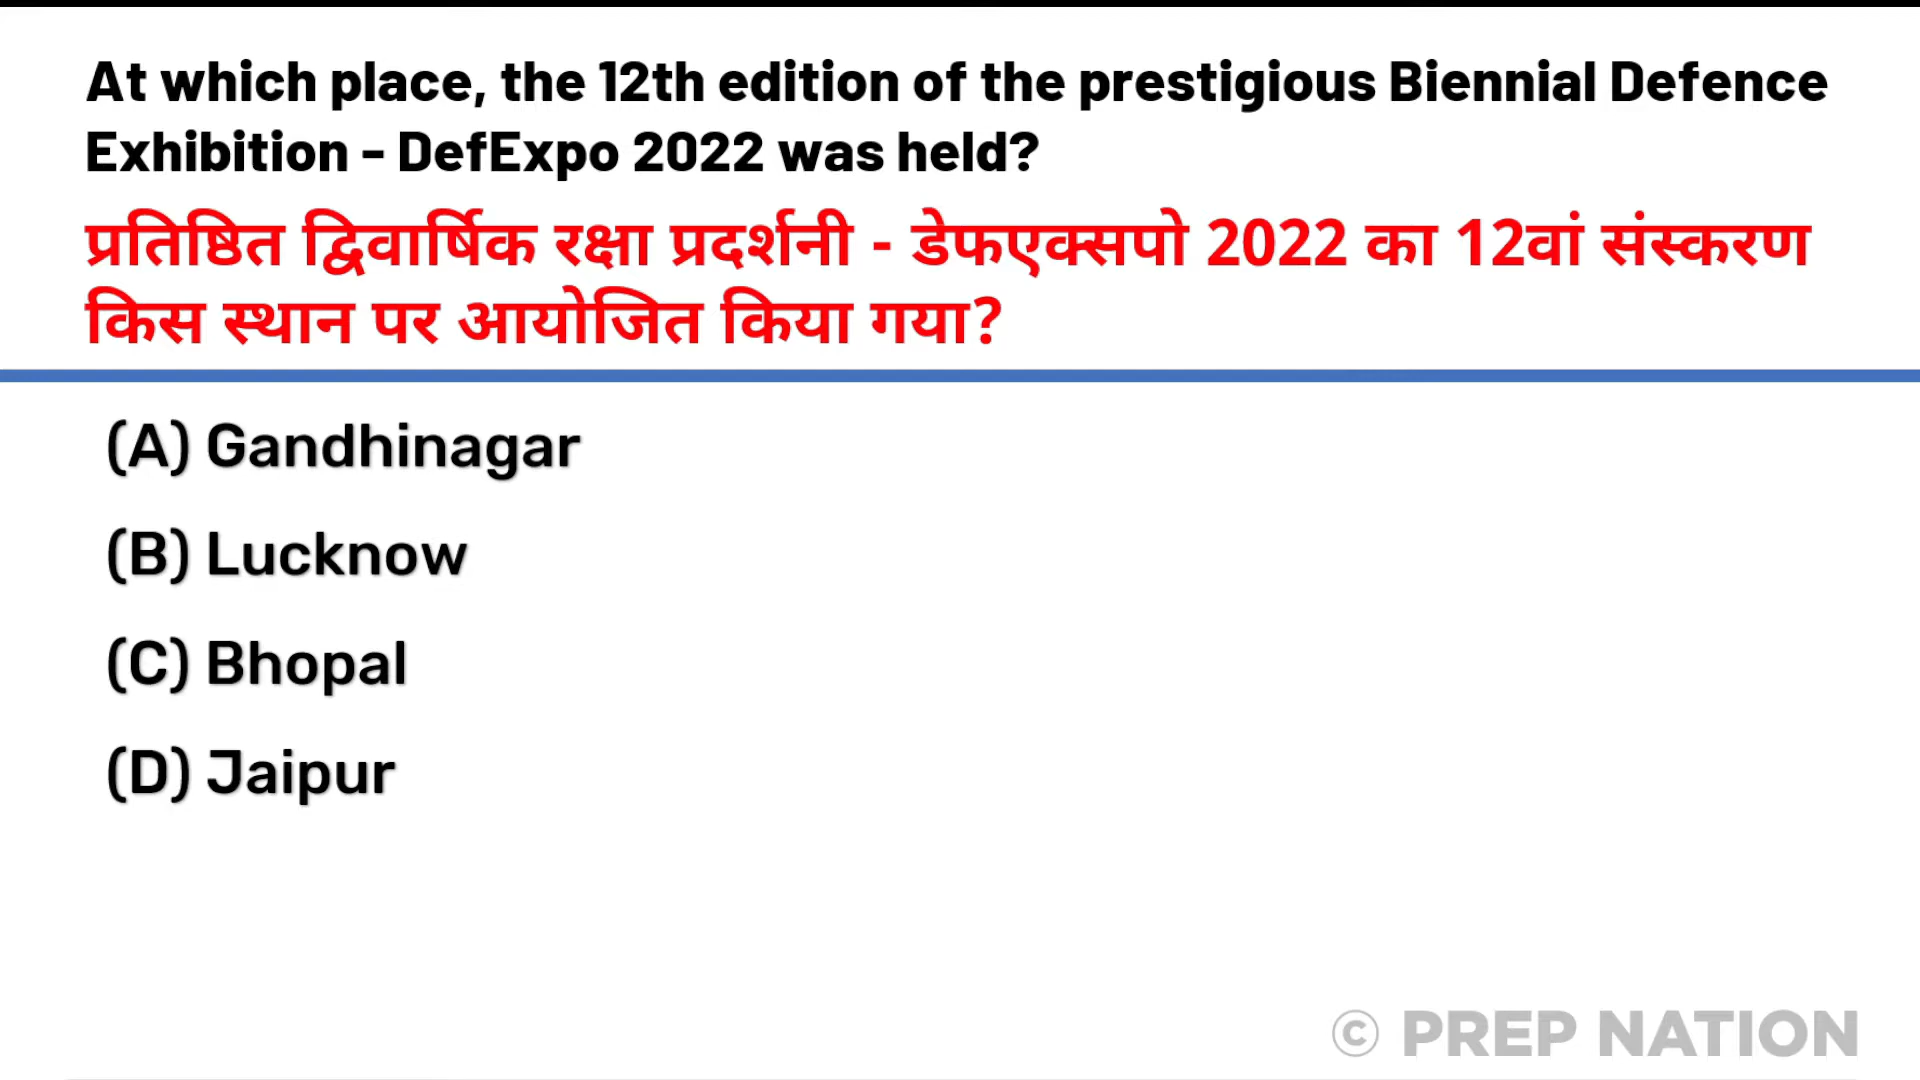 At which place, the 12th edition of the prestigious Biennial Defence
Exhibition - DefExpo 2022 was held?
प्रतिष्ठित द्विवार्षिक रक्षा प्रदर्शनी - डेफएक्सपो 2022 का 12वां संस्करण
किस स्थान पर आयोजित किया गया?
(A) Gandhinagar
(B) Lucknow
(C) Bhopal
(D) Jaipur
© PREP NATION